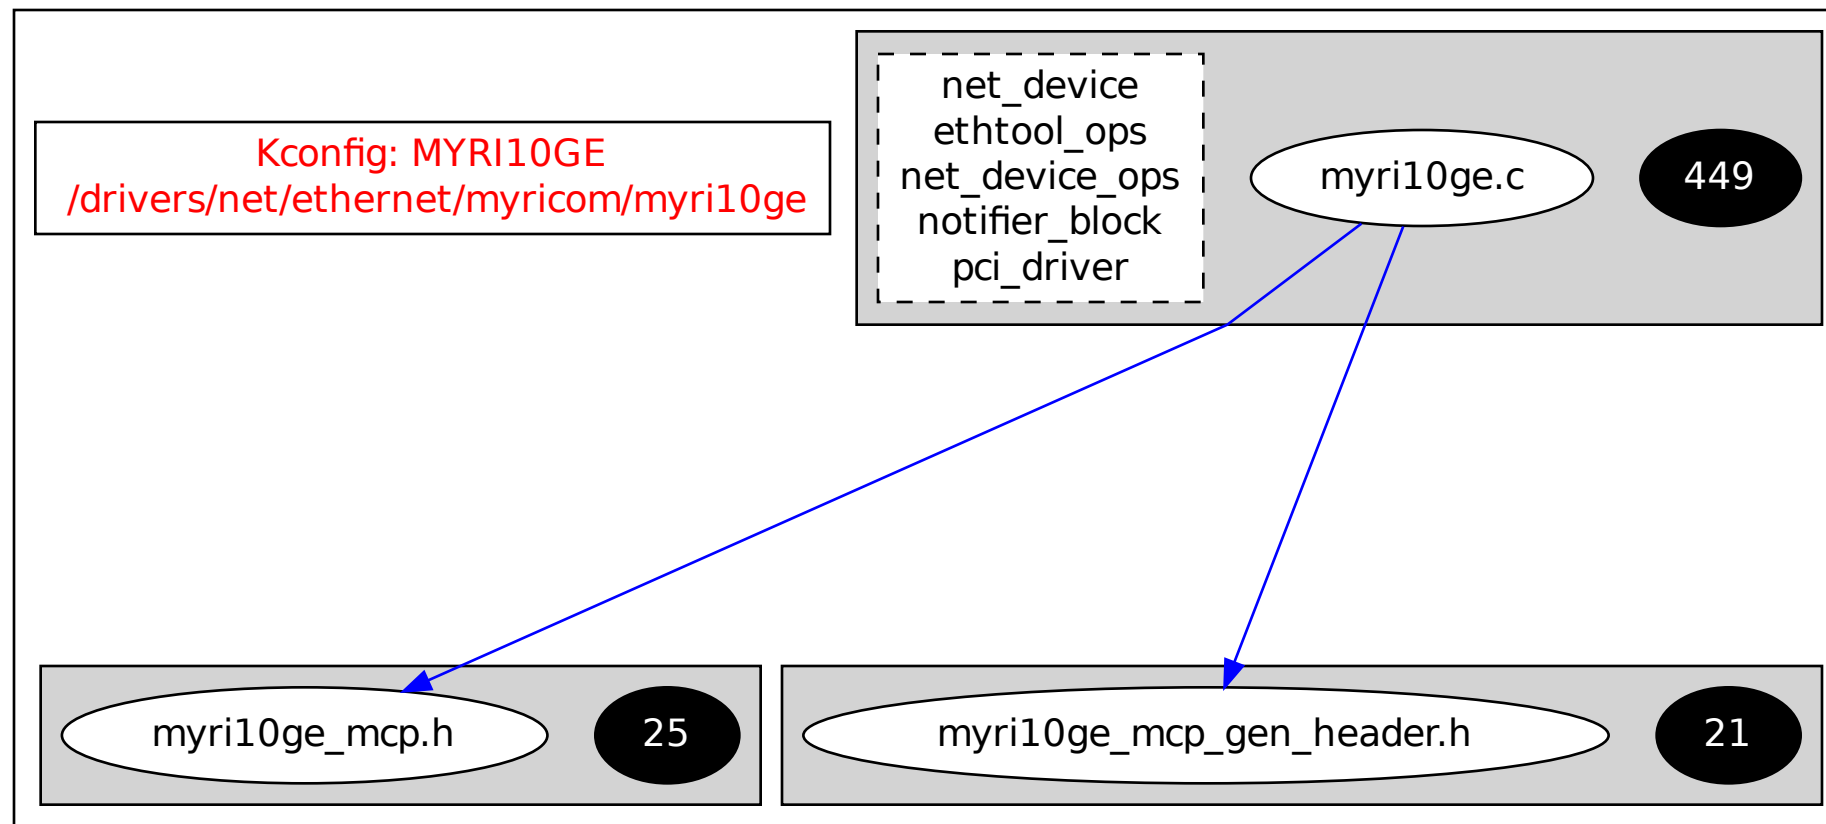 Kconfig: MYRI10GE
/drivers/net/ethernet/myricom/myri10ge
net_device
ethtool_ops
net_device_ops
notifier_block
pci_driver
myri10ge.c
449
myri10ge_mcp.h
25
myri10ge_mcp_gen_header.h
21